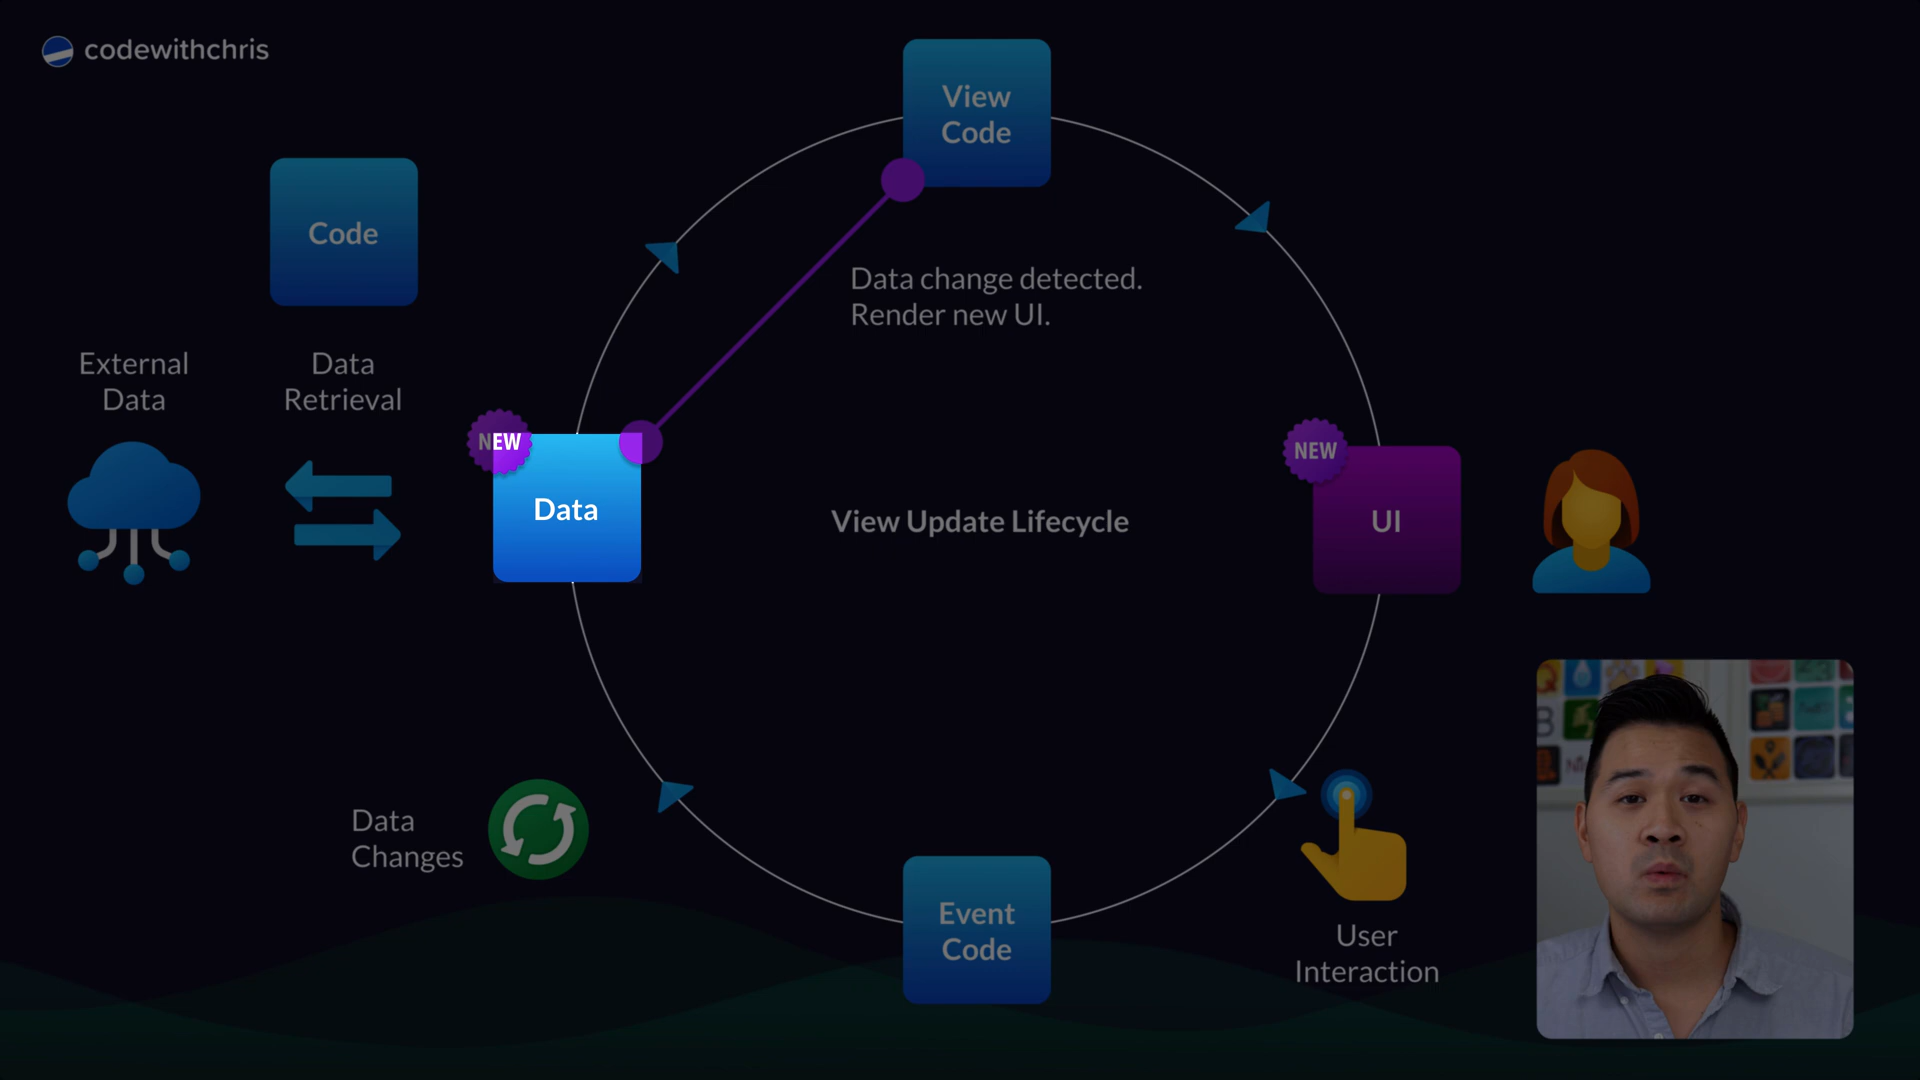 codewithchris
View
Code
Code
Data change detected.
Render new UI.
External
Data
Data
Retrieval
NEW
Data
View Update Lifecycle
NEW
UI
Data
Changes
Event
Code
User
Interaction